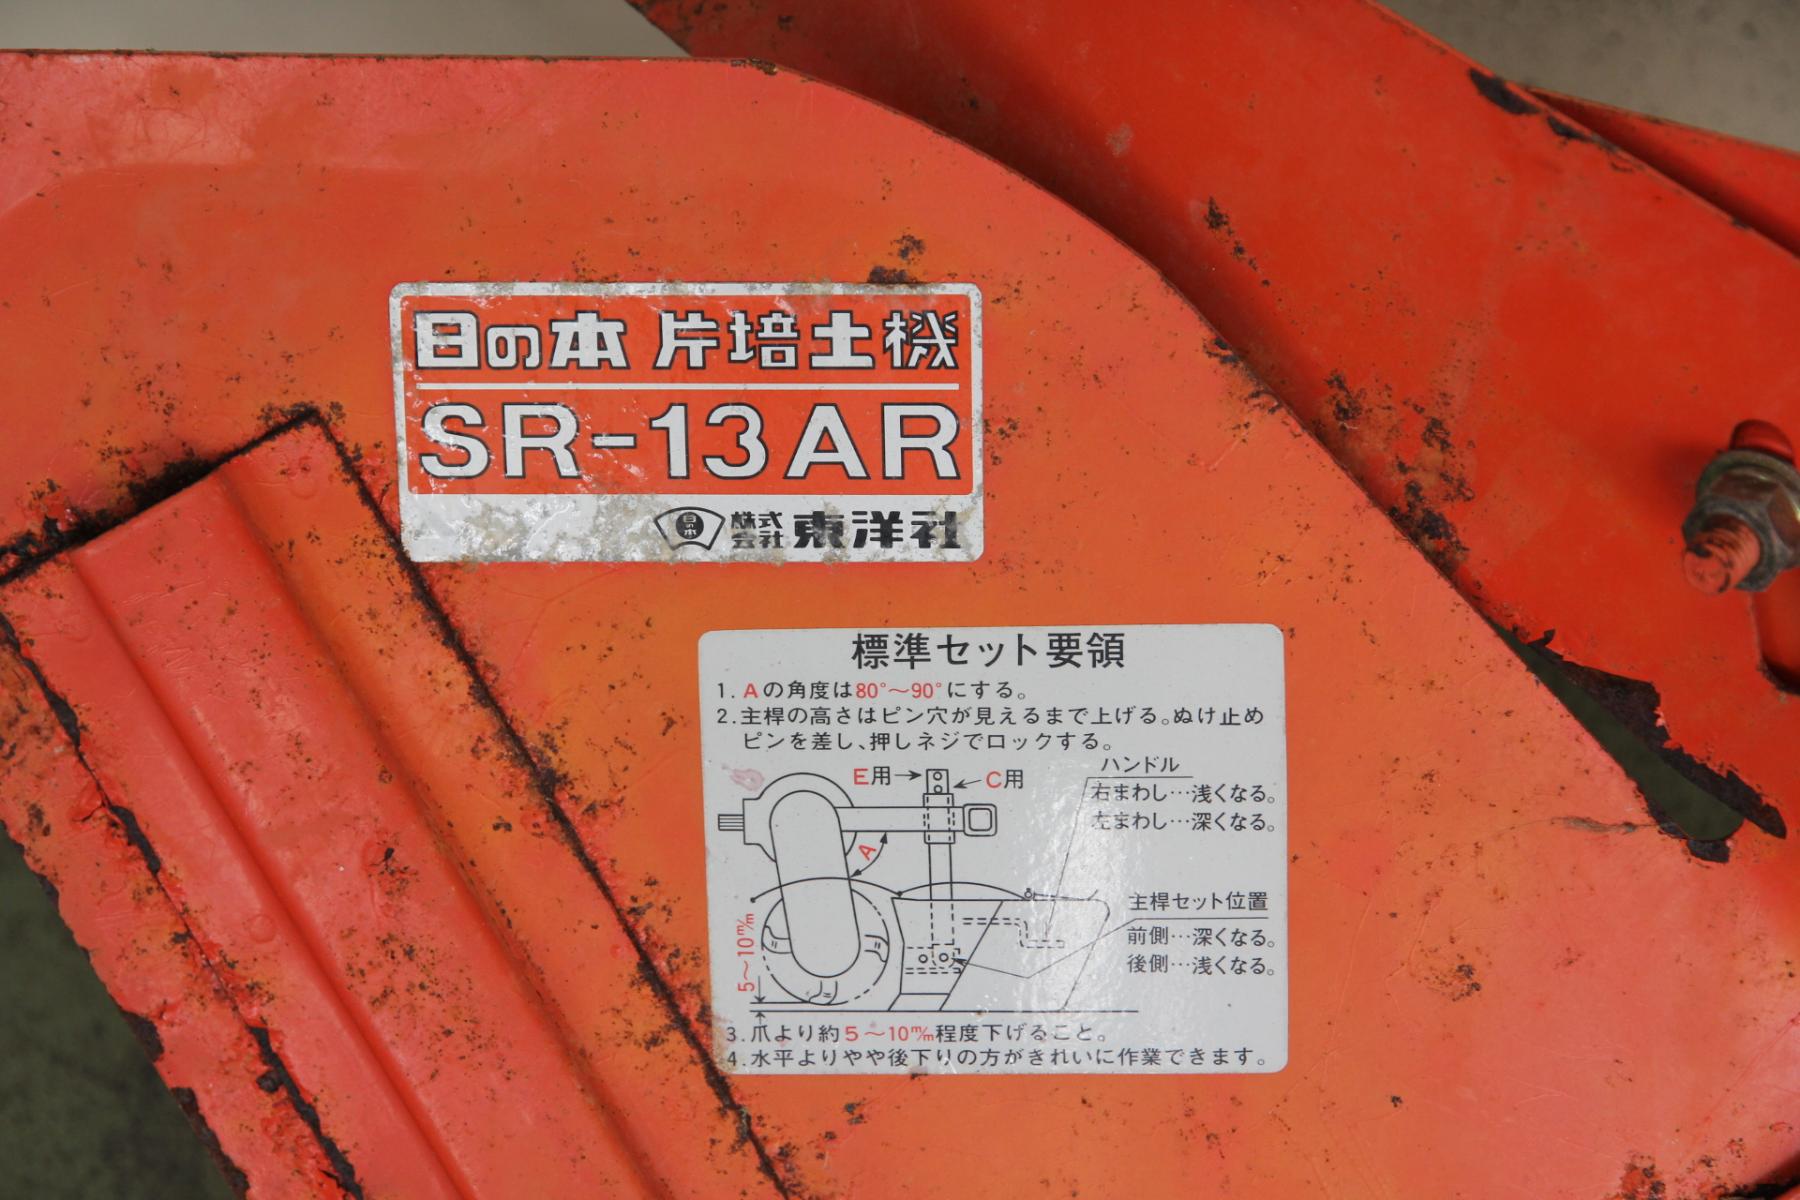 日の本 片培土機
SR-13AR
日の本 株式会社 東洋社
標準セット要領
1. Aの角度は80°〜90°にする。
2.主桿の高さはピン穴が見えるまで上げる。ぬけ止め
ピンを差し、押しネジでロックする。
E用
C用
ハンドル
右まわし…浅くなる。
左まわし…深くなる。
A
主桿セット位置
前側…深くなる。
後側…浅くなる。
5〜10m/m
3.爪より約5〜10m/m程度下げること。
4.水平よりやや後下りの方がきれいに作業できます。